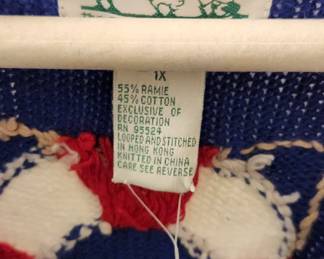 1X
55% RAMIE
45% COTTON
EXCLUSIVE OF
DECORATION
RN 95524
LOOPED AND STITCHED
IN HONG KONG
KNITTED IN CHINA
CARE SEE REVERSE